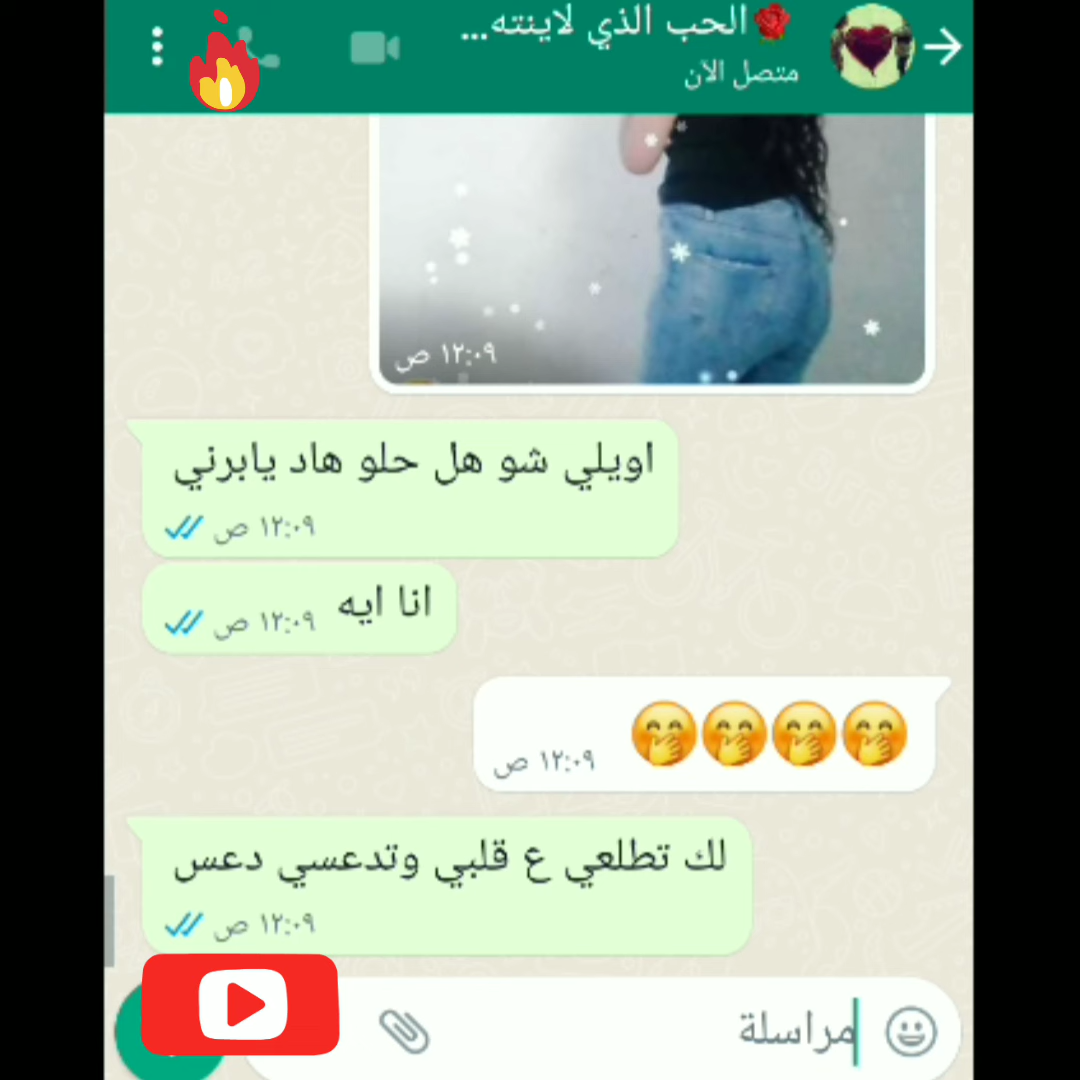 الحب الذي لاينته...
متصل الآن
١٢:٠٩ ص
اويلي شو هل حلو هاد يابرني
١٢:٠٩ ص
انا ايه
١٢:٠٩ ص
١٢:٠٩ ص
لك تطلعي ع قلبي وتدعسي دعس
١٢:٠٩ ص
مراسلة